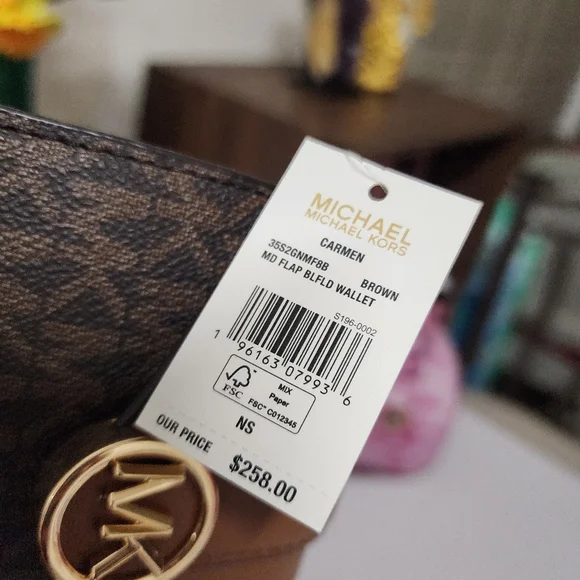 MICHAEL
MICHAEL KORS
CARMEN
35S2GNMF8B BROWN
MD FLAP BLFLD WALLET
S196-0002
1 96163 07993 6
FSC
MIX
Paper
FSC™ C012345
NS
OUR PRICE $258.00
MK